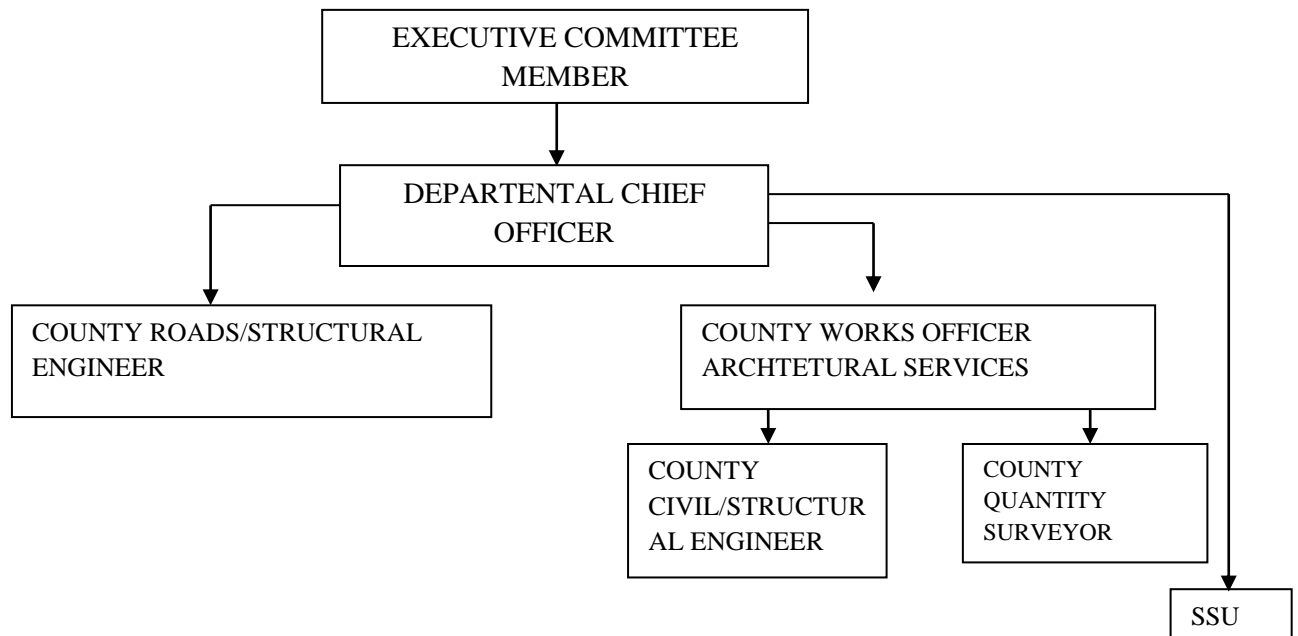 EXECUTIVE COMMITTEE
MEMBER
DEPARTENTAL CHIEF
OFFICER
COUNTY ROADS/STRUCTURAL
ENGINEER
COUNTY WORKS OFFICER
ARCHTETURAL SERVICES
COUNTY
CIVIL/STRUCTUR
AL ENGINEER
COUNTY
QUANTITY
SURVEYOR
SSU